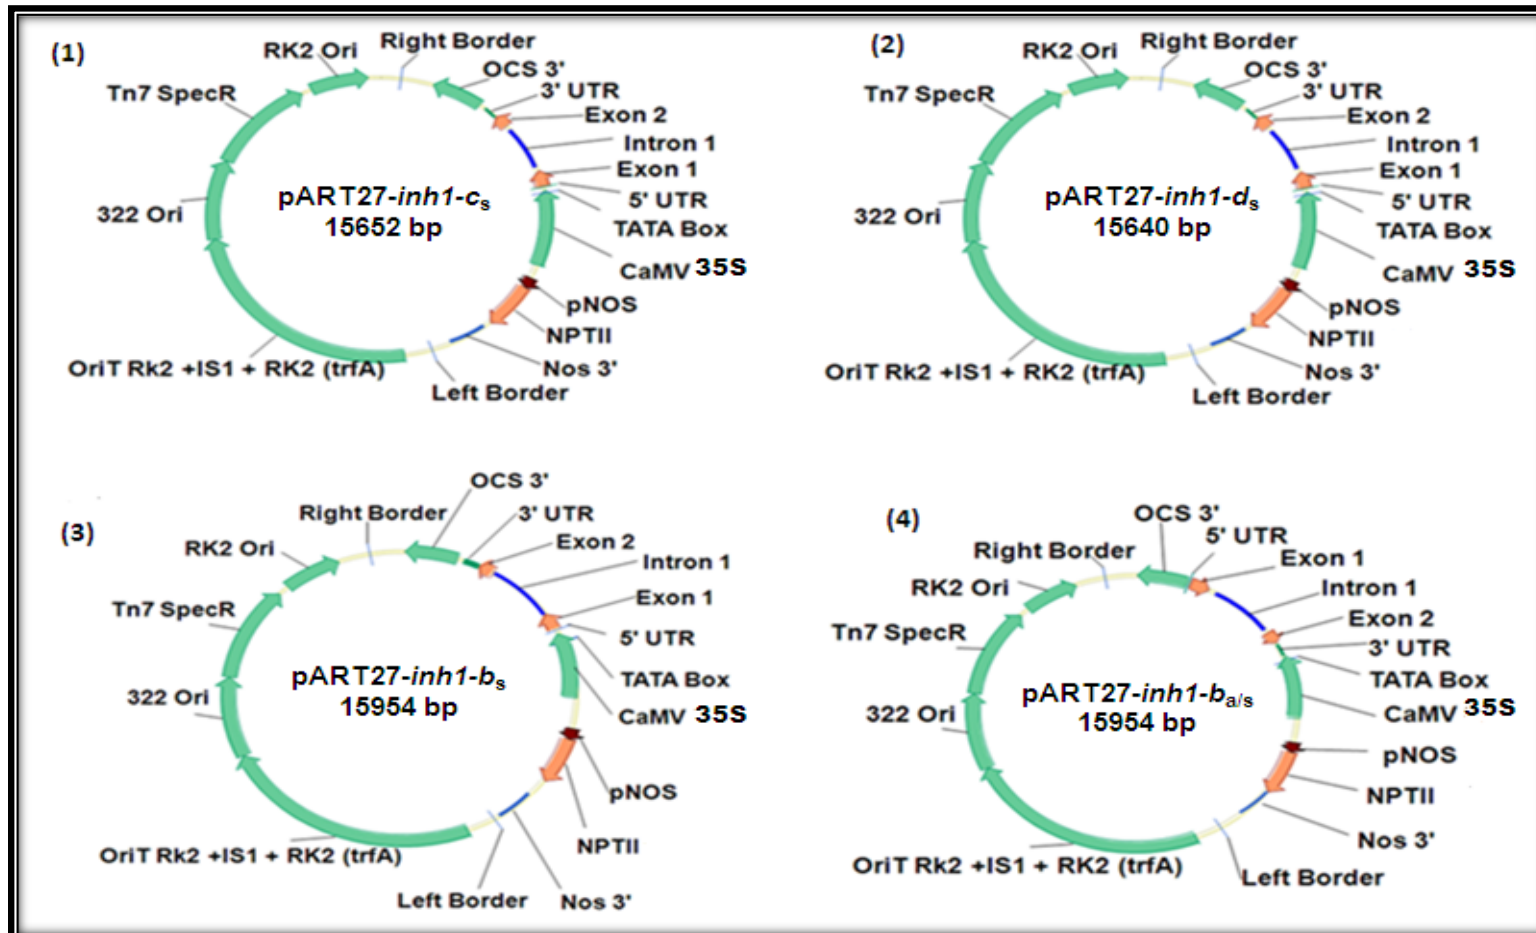 (1)
RK2 Ori
Right Border
OCS 3'
3' UTR
Tn7 SpecR
Exon 2
Intron 1
Exon 1
5' UTR
322 Ori
pART27-inh1-cs
15652 bp
TATA Box
CaMV 35S
pNOS
NPTII
OriT Rk2 +IS1 + RK2 (trfA)
Nos 3'
Left Border
(2)
RK2 Ori
Right Border
OCS 3'
3' UTR
Tn7 SpecR
Exon 2
Intron 1
Exon 1
5' UTR
322 Ori
pART27-inh1-ds
15640 bp
TATA Box
CaMV 35S
pNOS
NPTII
OriT Rk2 +IS1 + RK2 (trfA)
Nos 3'
Left Border
(3)
OCS 3'
Right Border
3' UTR
RK2 Ori
Exon 2
Intron 1
Tn7 SpecR
Exon 1
5' UTR
pART27-inh1-bs
15954 bp
TATA Box
322 Ori
CaMV 35S
pNOS
NPTII
OriT Rk2 +IS1 + RK2 (trfA)
Left Border
Nos 3'
(4)
OCS 3'
5' UTR
Right Border
Exon 1
RK2 Ori
Intron 1
Exon 2
Tn7 SpecR
3' UTR
TATA Box
pART27-inh1-ba/s
15954 bp
322 Ori
CaMV 35S
pNOS
NPTII
Nos 3'
OriT Rk2 +IS1 + RK2 (trfA)
Left Border